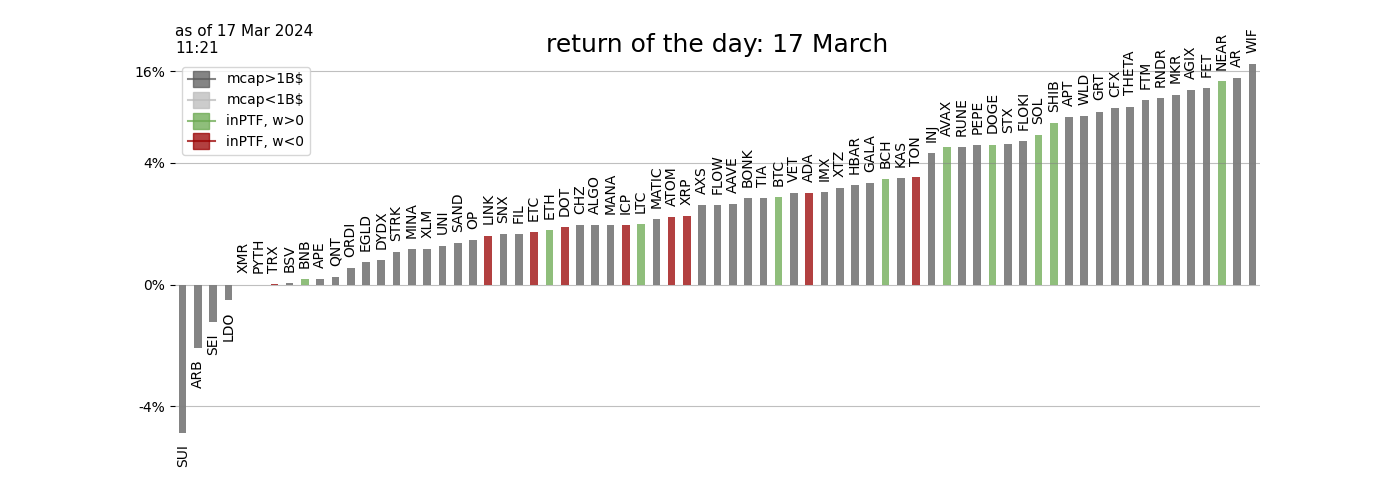 as of 17 Mar 2024
11:21
return of the day: 17 March
mcap>1B$
mcap<1B$
inPTF, w>0
inPTF, w<0
16%
4%
0%
-4%
SUI
ARB
SEI
LDO
XMR
PYTH
TRX
BSV
BNB
APE
QNT
ORDI
EGLD
DYDX
STRK
MINA
XLM
UNI
SAND
OP
LINK
SNX
FIL
ETC
ETH
DOT
CHZ
ALGO
MANA
ICP
LTC
MATIC
ATOM
XRP
AXS
FLOW
AAVE
BONK
TIA
BTC
VET
ADA
IMX
XTZ
HBAR
GALA
BCH
KAS
TON
INJ
AVAX
RUNE
PEPE
DOGE
STX
FLOKI
SOL
SHIB
APT
WLD
GRT
CFX
THETA
FTM
RNDR
MKR
AGIX
FET
NEAR
AR
WIF